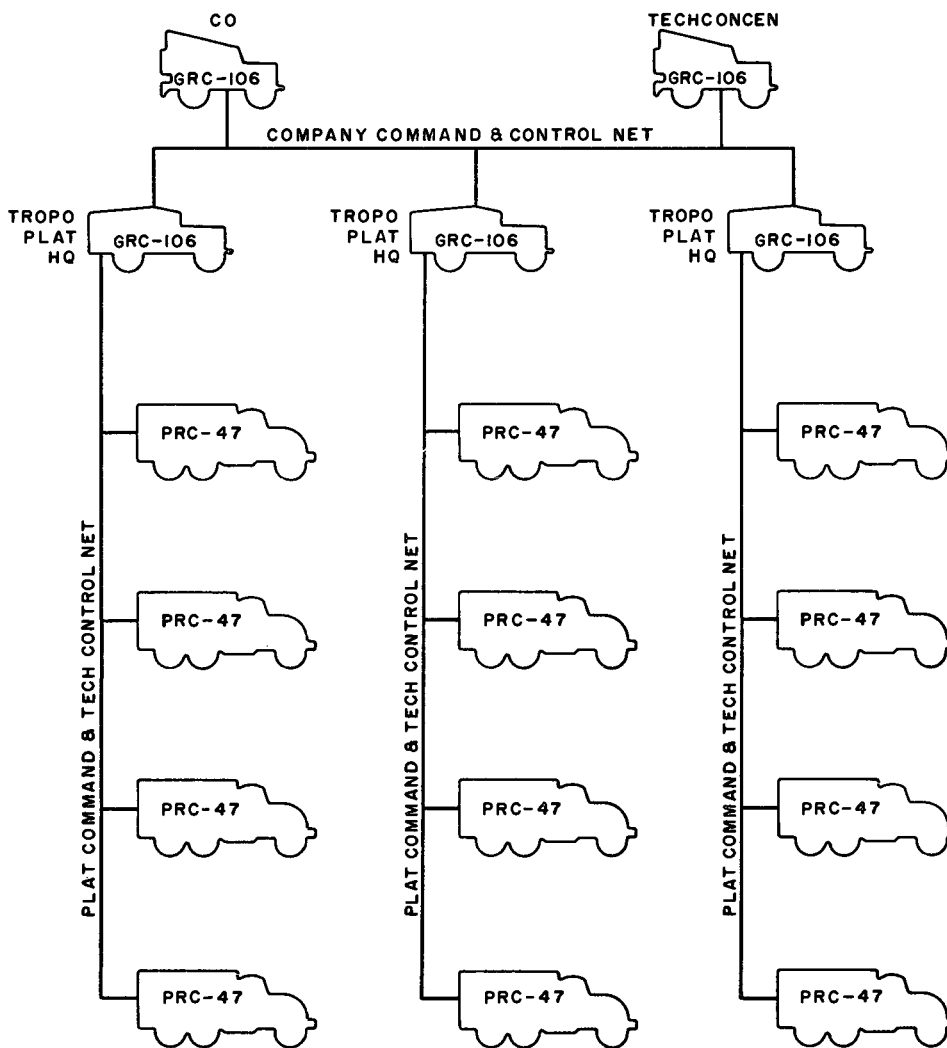 CO
TECHCONCEN
GRC-106
GRC-106
COMPANY COMMAND & CONTROL NET
TROPO
PLAT
HQ
GRC-106
TROPO
PLAT
HQ
GRC-106
TROPO
PLAT
HQ
GRC-106
PRC-47
PRC-47
PRC-47
PRC-47
PRC-47
PRC-47
PRC-47
PRC-47
PRC-47
PRC-47
PRC-47
PRC-47
PLAT COMMAND & TECH CONTROL NET
PLAT COMMAND & TECH CONTROL NET
PLAT COMMAND & TECH CONTROL NET